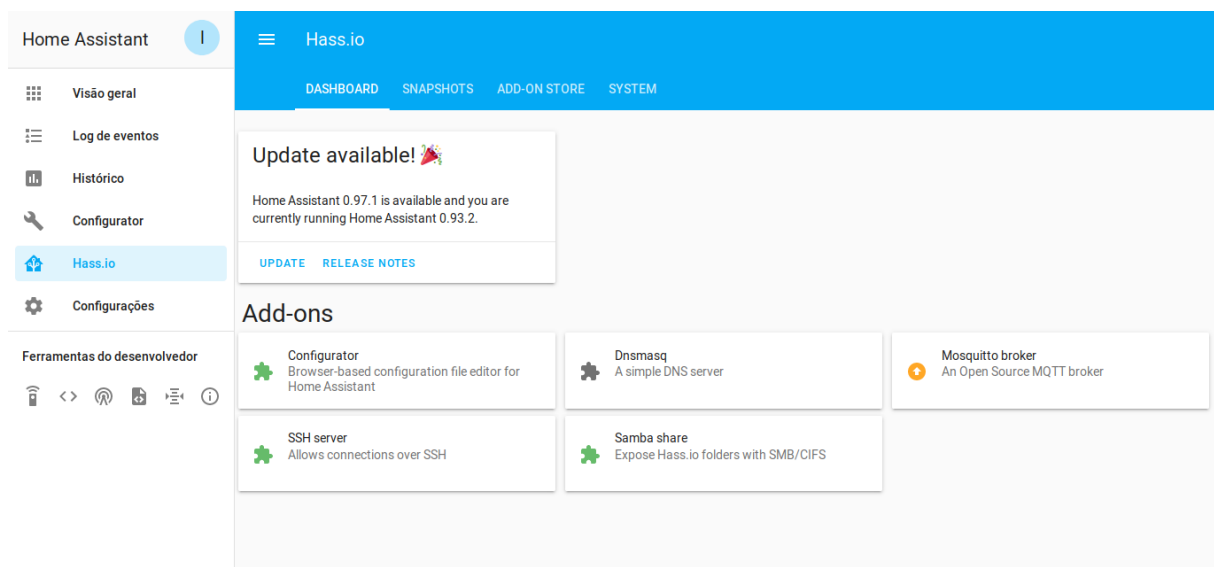 Home Assistant
I
Visão geral
Log de eventos
Histórico
Configurator
Hass.io
Configurações
Ferramentas do desenvolvedor
Hass.io
DASHBOARD SNAPSHOTS ADD-ON STORE SYSTEM
Update available! 🎉
Home Assistant 0.97.1 is available and you are
currently running Home Assistant 0.93.2.
UPDATE RELEASE NOTES
Add-ons
Configurator
Browser-based configuration file editor for
Home Assistant
Dnsmasq
A simple DNS server
Mosquitto broker
An Open Source MQTT broker
SSH server
Allows connections over SSH
Samba share
Expose Hass.io folders with SMB/CIFS